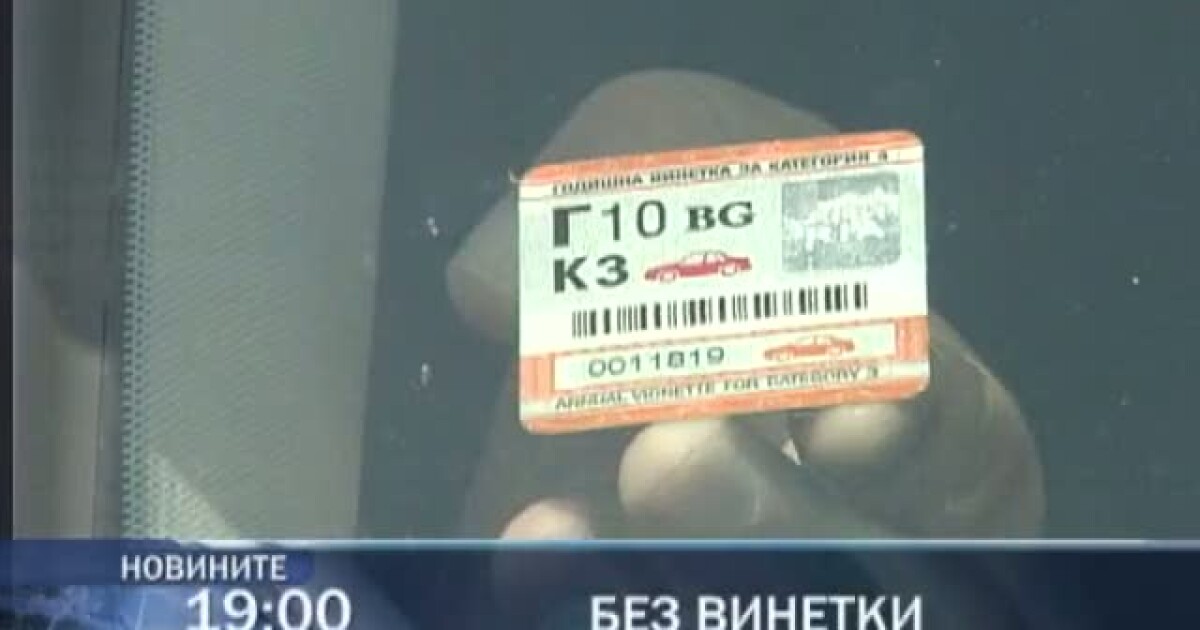 ГОДИШНА ВИНЕТКА ЗА КАТЕГОРИЯ 3
Г10 BG
К3
0011819
ANNUAL VIGNETTE FOR CATEGORY 3
НОВИНИТЕ
19:00
БЕЗ ВИНЕТКИ